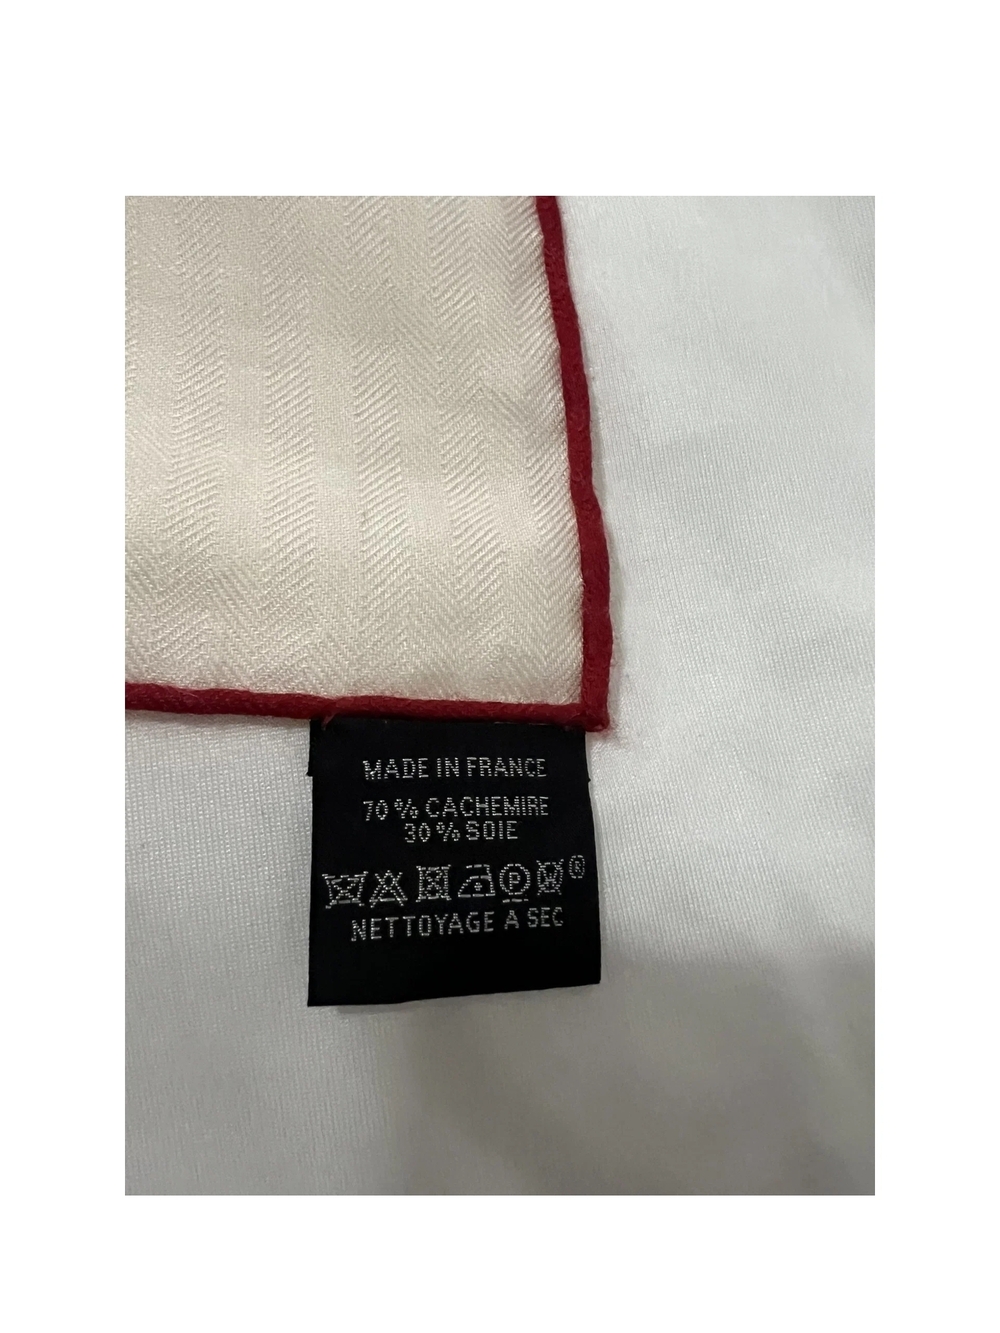 MADE IN FRANCE
70 % CACHEMIRE
30 % SOIE
P ®
NETTOYAGE A SEC